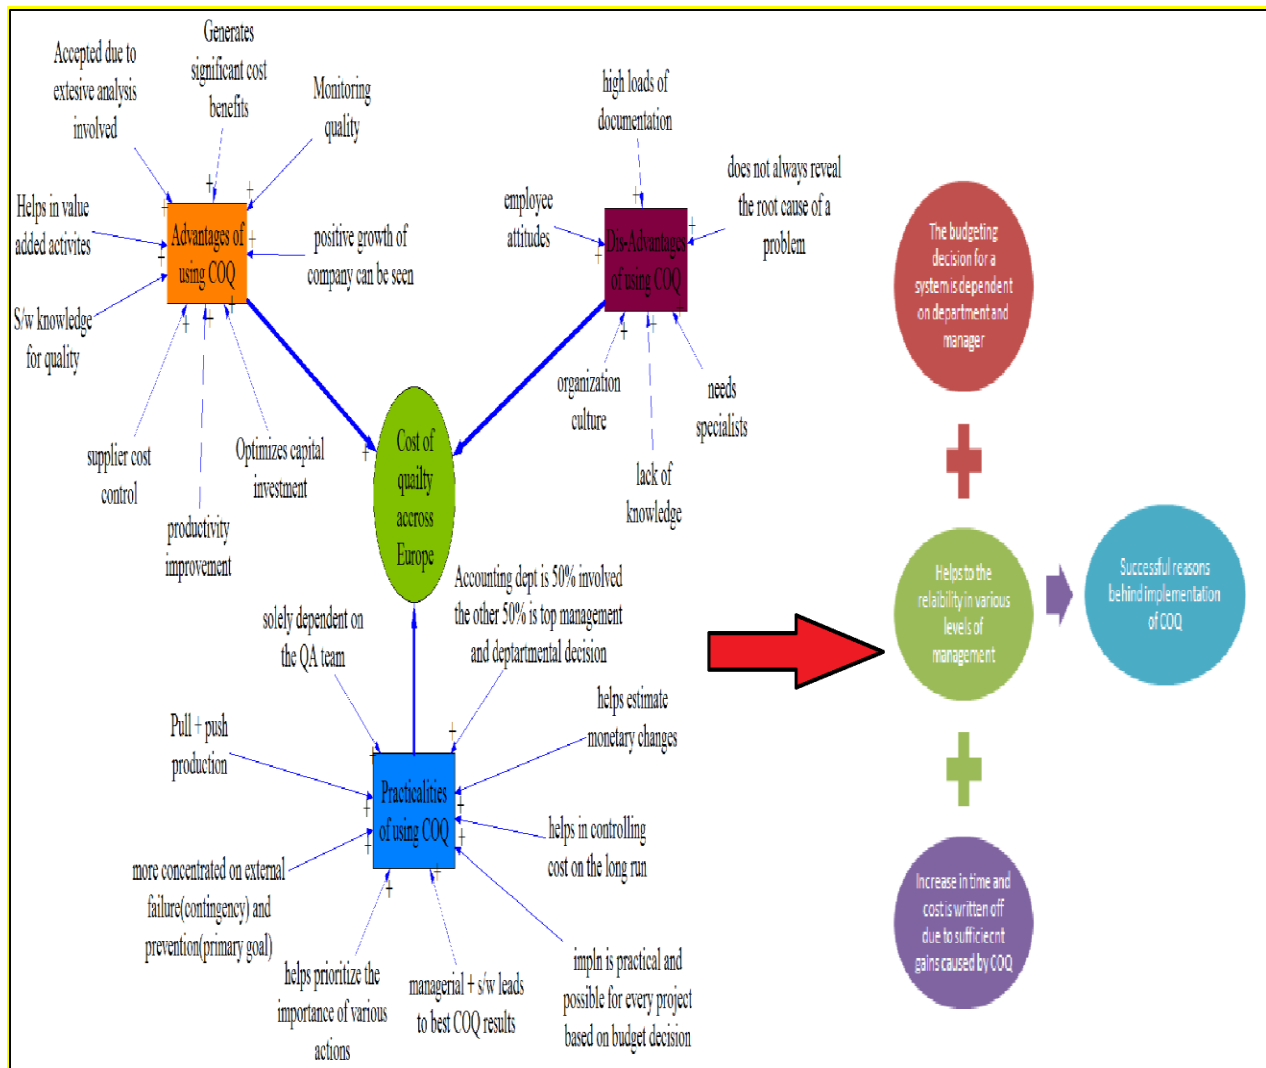 Accepted due to
extesive analysis
involved
Generates
significant cost
benefits
Monitoring
quality
Helps in value
added activites
Advantages of
using COQ
positive growth of
company can be seen
S/w knowledge
for quality
supplier cost
control
productivity
improvement
Optimizes capital
investment
high loads of
documentation
employee
attitudes
does not always reveal
the root cause of a
problem
Dis-Advantages
of using COQ
organization
culture
lack of
knowledge
needs
specialists
Cost of
quailty
accross
Europe
solely dependent on
the QA team
Accounting dept is 50% involved
the other 50% is top management
and deptartmental decision
Pull + push
production
helps estimate
monetary changes
Practicalities
of using COQ
helps in controlling
cost on the long run
more concentrated on external
failure(contingency) and
prevention(primary goal)
helps prioritize the
importance of various
actions
managerial + s/w leads
to best COQ results
impln is practical and
possible for every project
based on budget decision
The budgeting
decision for a
system is dependent
on department and
manager
Helps to the
relaibility in various
levels of
management
Successful reasons
behind implementation
of COQ
Increase in time and
cost is written off
due to sufficiecnt
gains caused by COQ